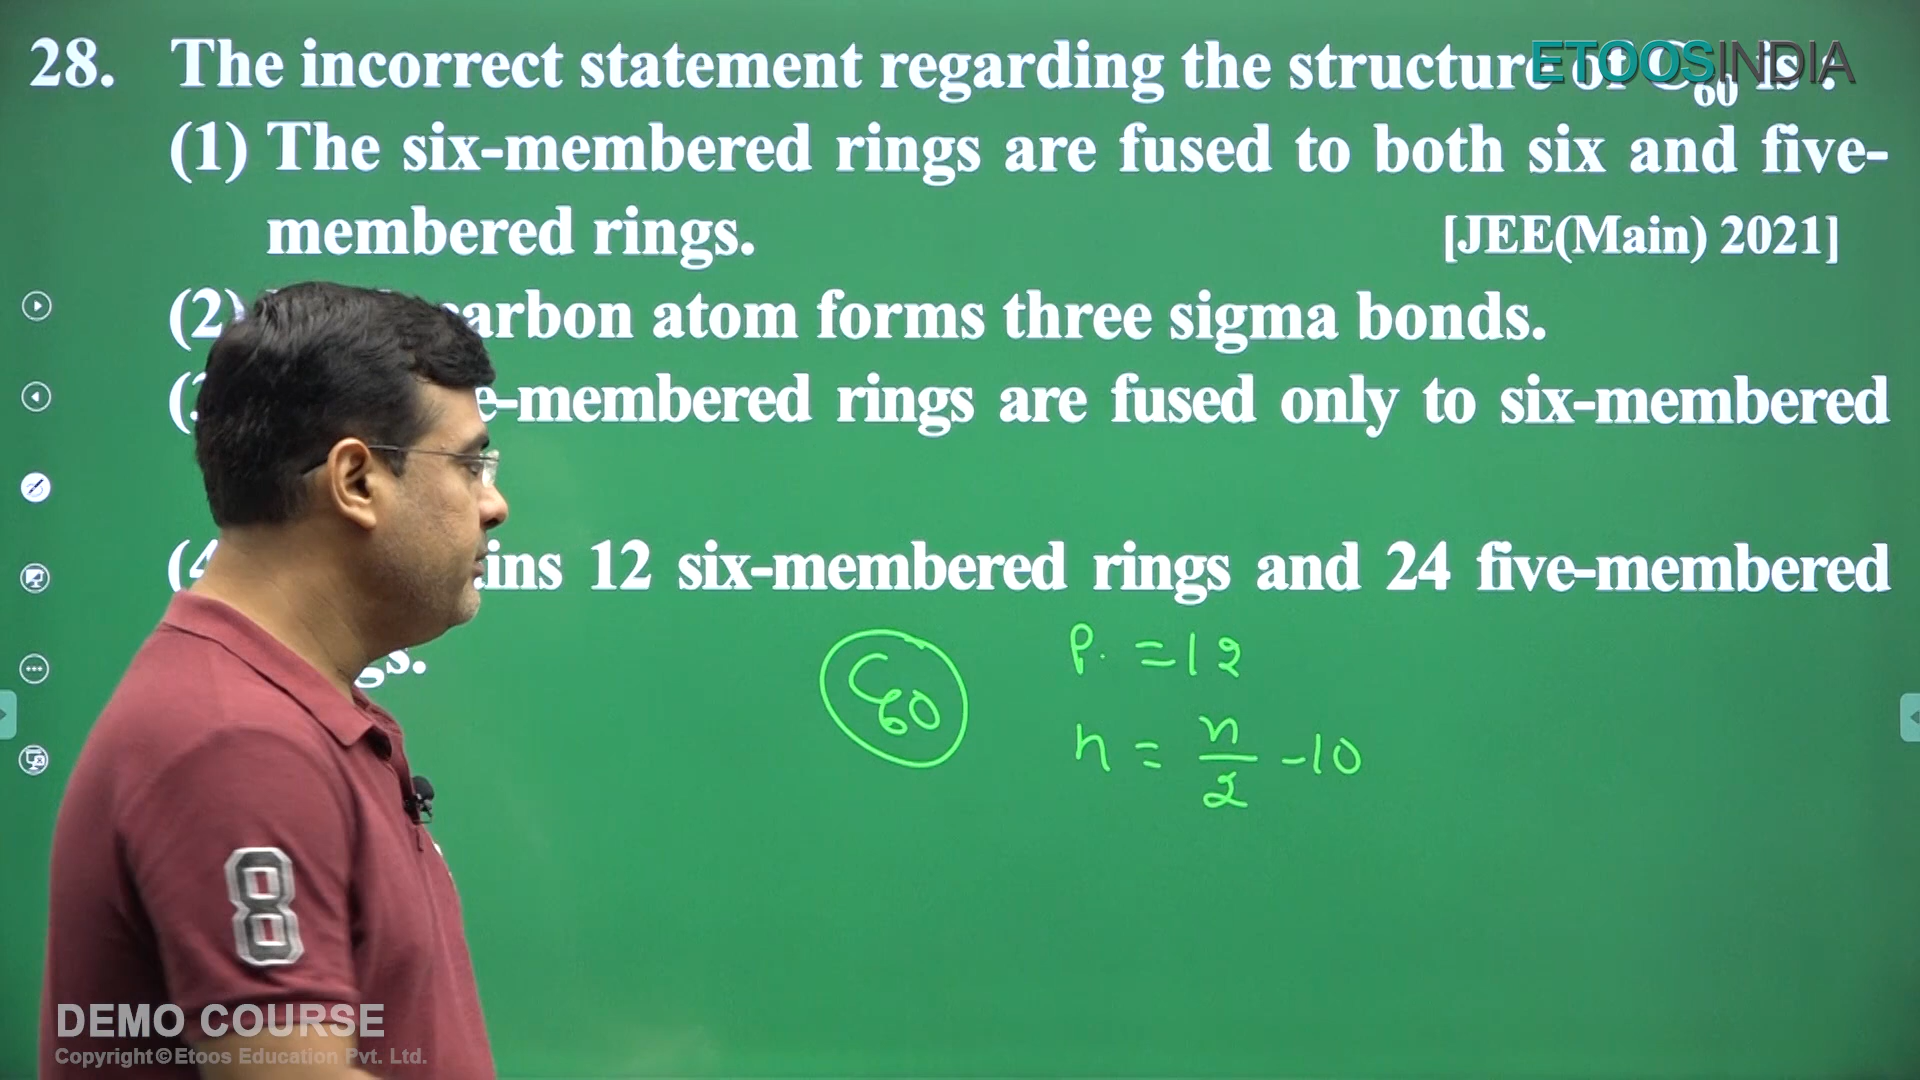 28. The incorrect statement regarding the structure of C60 is :
ETOOSINDIA
(1) The six-membered rings are fused to both six and five-
membered rings. [JEE(Main) 2021]
(2) carbon atom forms three sigma bonds.
-membered rings are fused only to six-membered
(4 12 six-membered rings and 24 five-membered
gs.
C60
P. = 12
h = n/2 - 10
8
DEMO COURSE
Copyright © Etoos Education Pvt. Ltd.